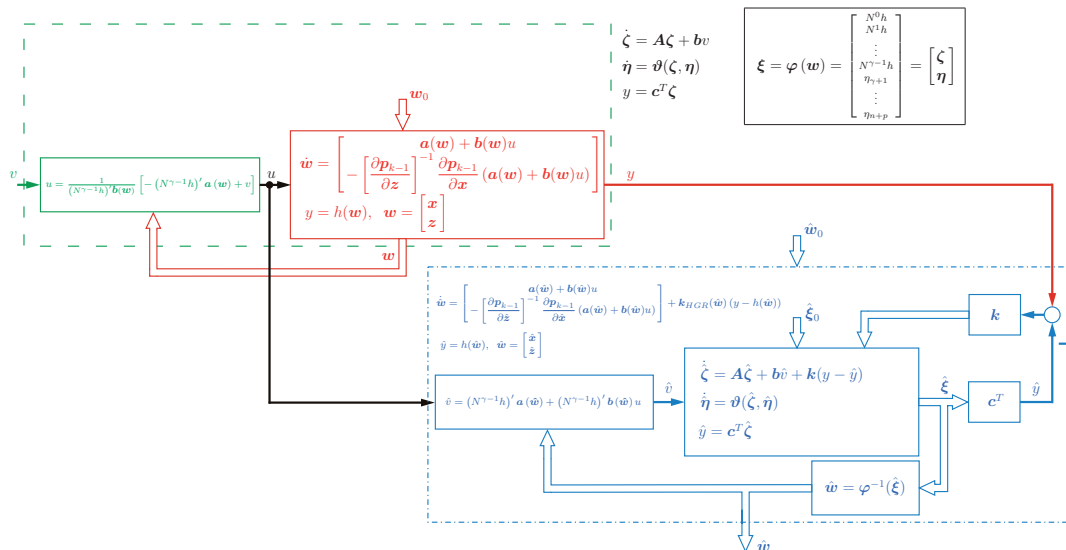 ζ̇ = Aζ + bv
η̇ = ϑ(ζ, η)
y = c^T ζ
ξ = φ (w) = [ N^0 h ; N^1 h ; ⋮ ; N^{γ−1} h ; η_{γ+1} ; ⋮ ; η_{n+p} ] = [ ζ ; η ]
w_0
v
u = 1/((N^{γ−1}h)′ b(w)) [−(N^{γ−1}h)′ a (w) + v]
u
ẇ = [ a(w) + b(w)u ; −[∂p_{k−1}/∂z]^{−1} ∂p_{k−1}/∂x (a(w) + b(w)u) ]
y = h(w), w = [ x ; z ]
y
w
ŵ_0
ŵ̇ = [ a(ŵ) + b(ŵ)u ; −[∂p_{k−1}/∂ẑ]^{−1} ∂p_{k−1}/∂x̂ (a(ŵ) + b(ŵ)u) ] + k_{HGR}(ŵ) (y − h(ŵ))
ŷ = h(ŵ), ŵ = [ x̂ ; ẑ ]
ξ̂_0
k
v̂ = (N^{γ−1}h)′ a (ŵ) + (N^{γ−1}h)′ b (ŵ) u
v̂
ζ̂̇ = Aζ̂ + bv̂ + k(y − ŷ)
η̂̇ = ϑ(ζ̂, η̂)
ŷ = c^T ζ̂
ξ̂
c^T
ŷ
−
ŵ = φ^{−1}(ξ̂)
ŵ